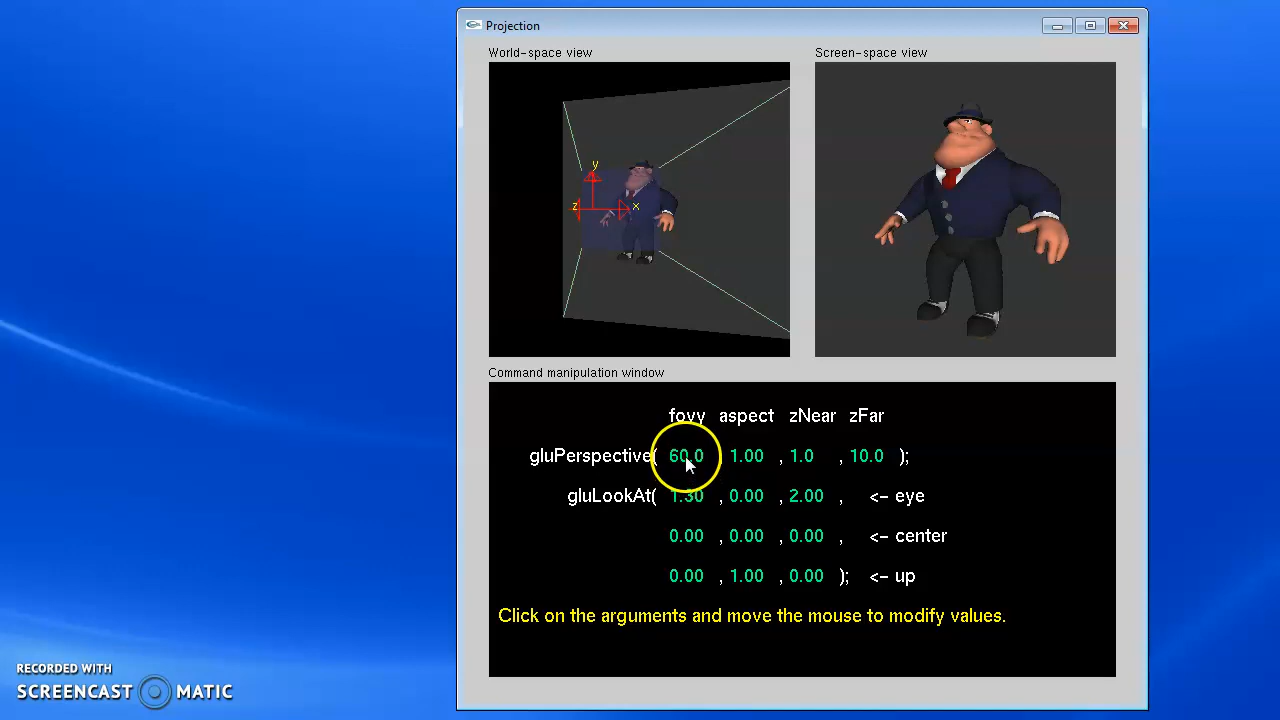 Projection
World-space view
Screen-space view
y
z
x
Command manipulation window
fovy aspect zNear zFar
gluPerspective( 60.0 , 1.00 , 1.0 , 10.0 );
gluLookAt( 1.30 , 0.00 , 2.00 , <- eye
0.00 , 0.00 , 0.00 , <- center
0.00 , 1.00 , 0.00 ); <- up
Click on the arguments and move the mouse to modify values.
RECORDED WITH
SCREENCAST MATIC